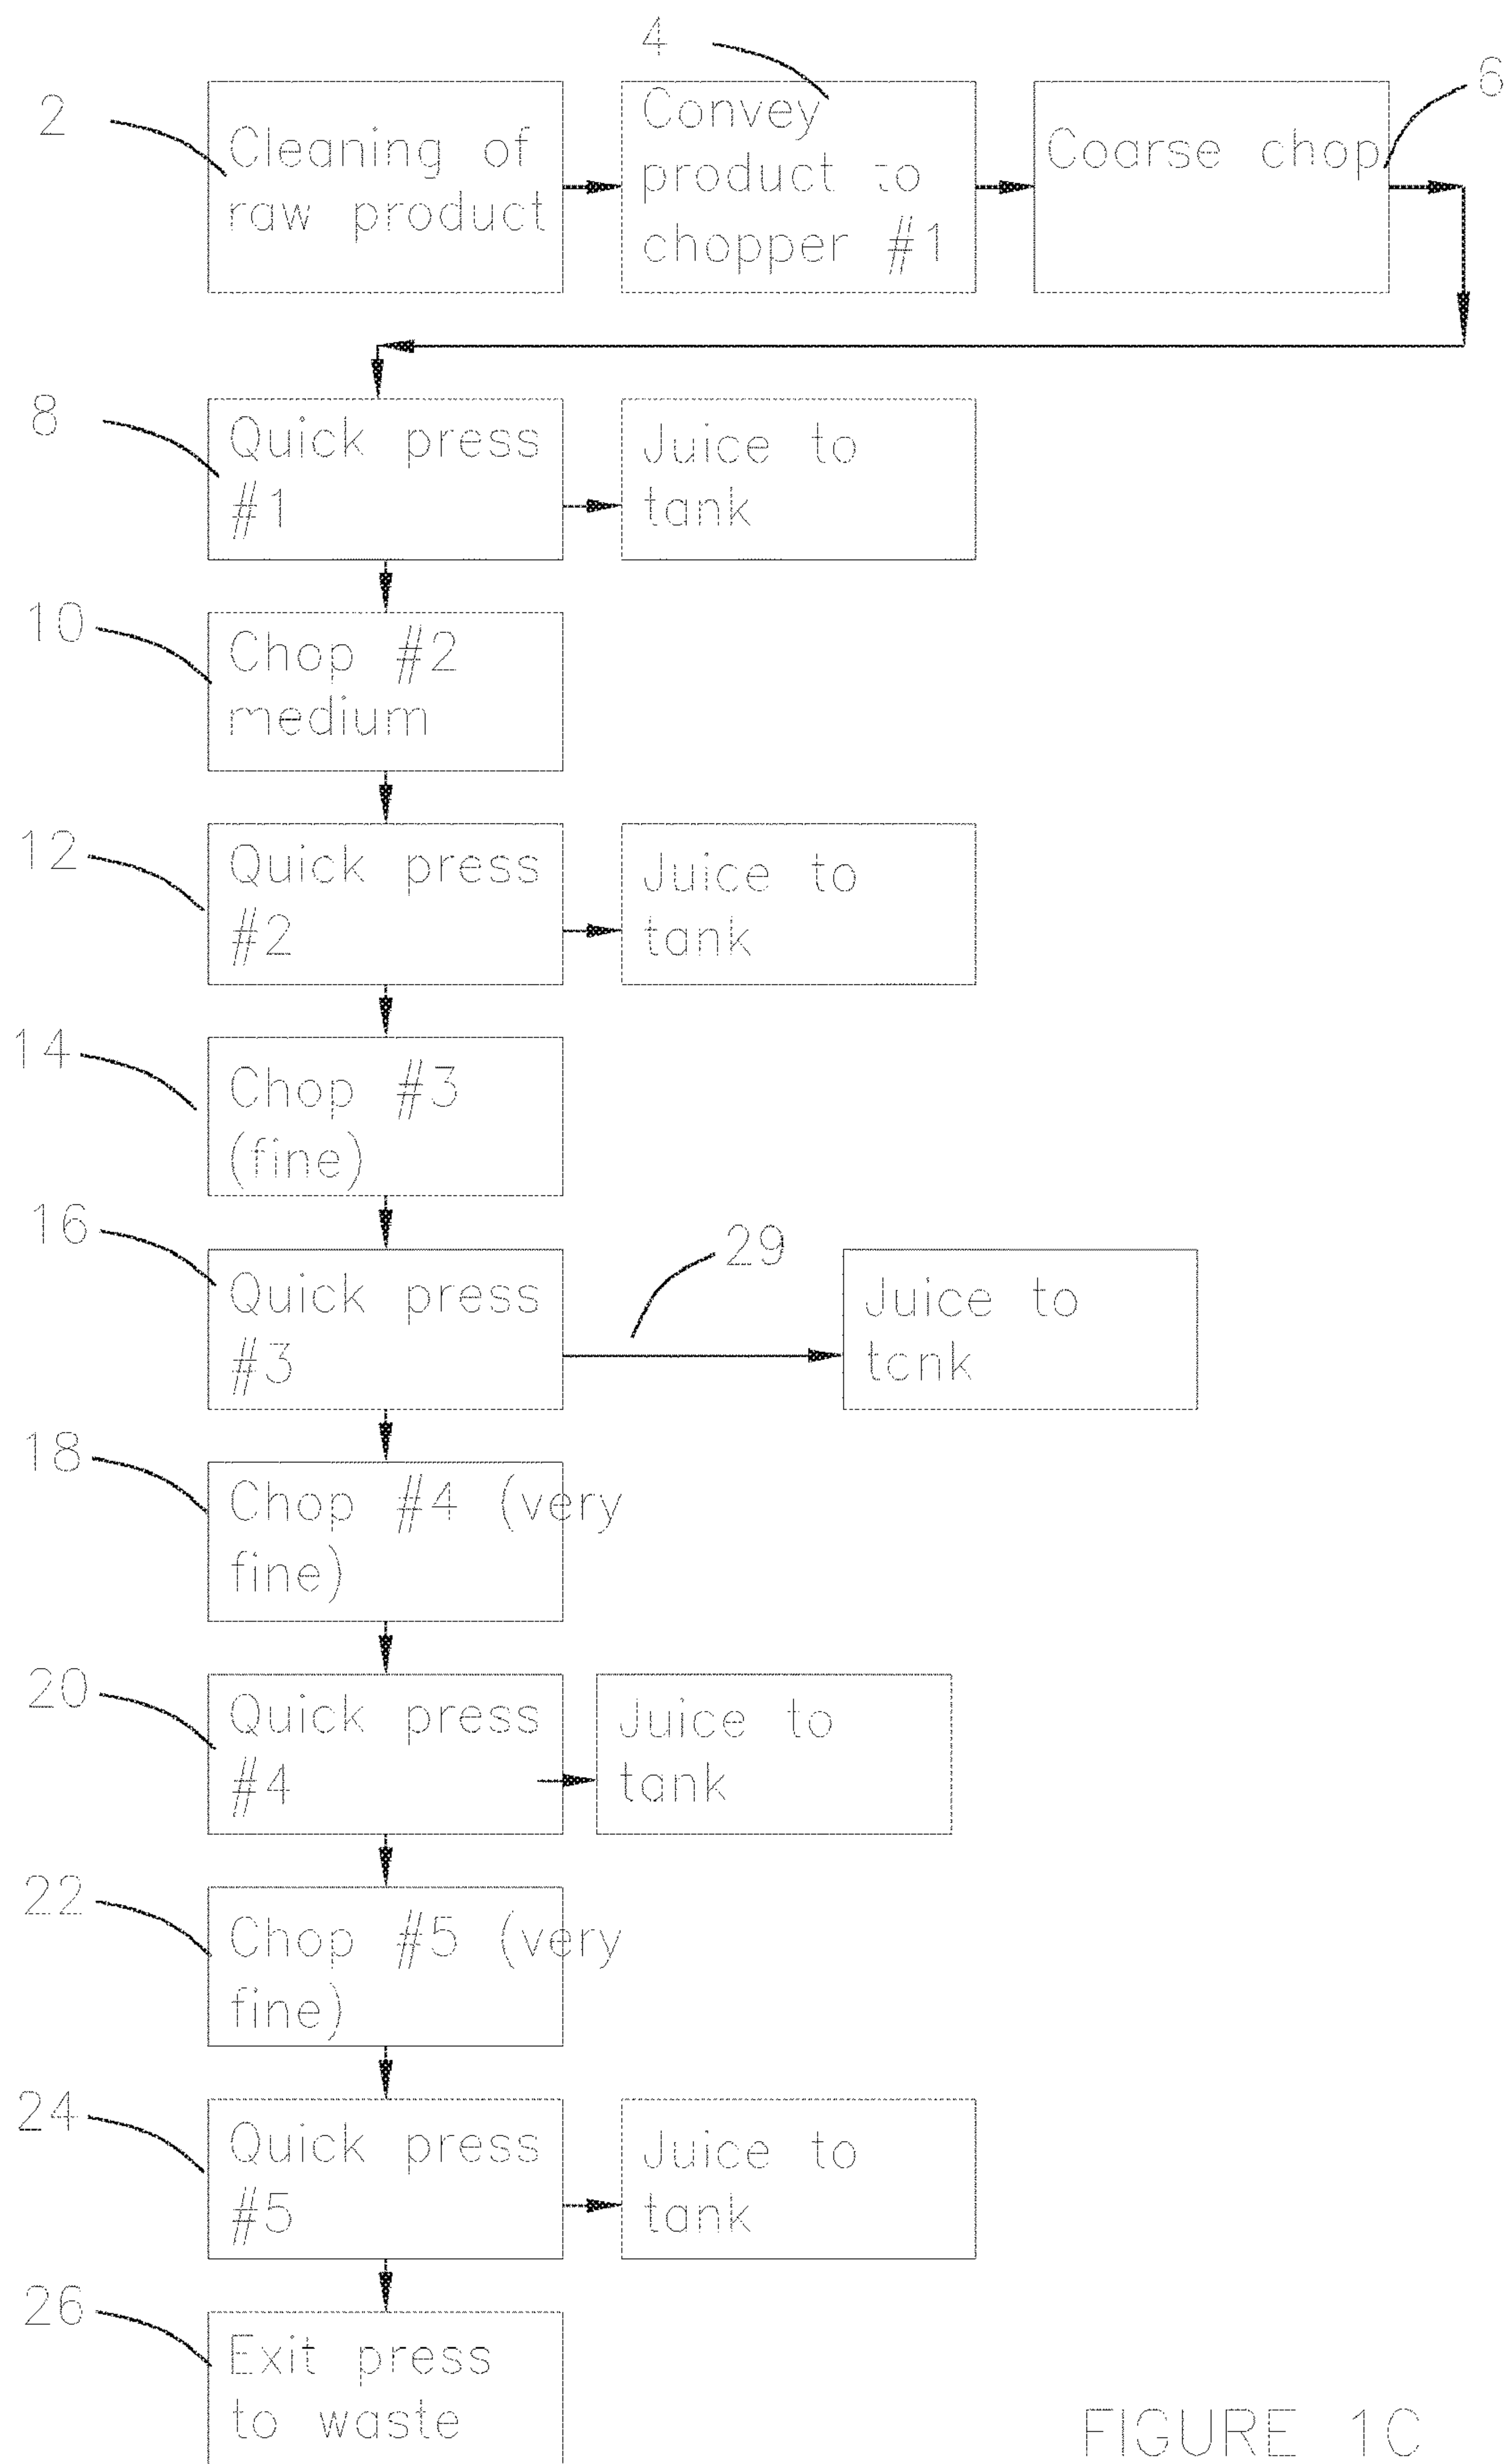 4
6
2
Cleaning of
raw product
Convey
product to
chopper #1
Coarse chop
8
Quick press
#1
Juice to
tank
10
Chop #2
medium
12
Quick press
#2
Juice to
tank
14
Chop #3
(fine)
16
29
Quick press
#3
Juice to
tank
18
Chop #4 (very
fine)
20
Quick press
#4
Juice to
tank
22
Chop #5 (very
fine)
24
Quick press
#5
Juice to
tank
26
Exit press
to waste
FIGURE 1C